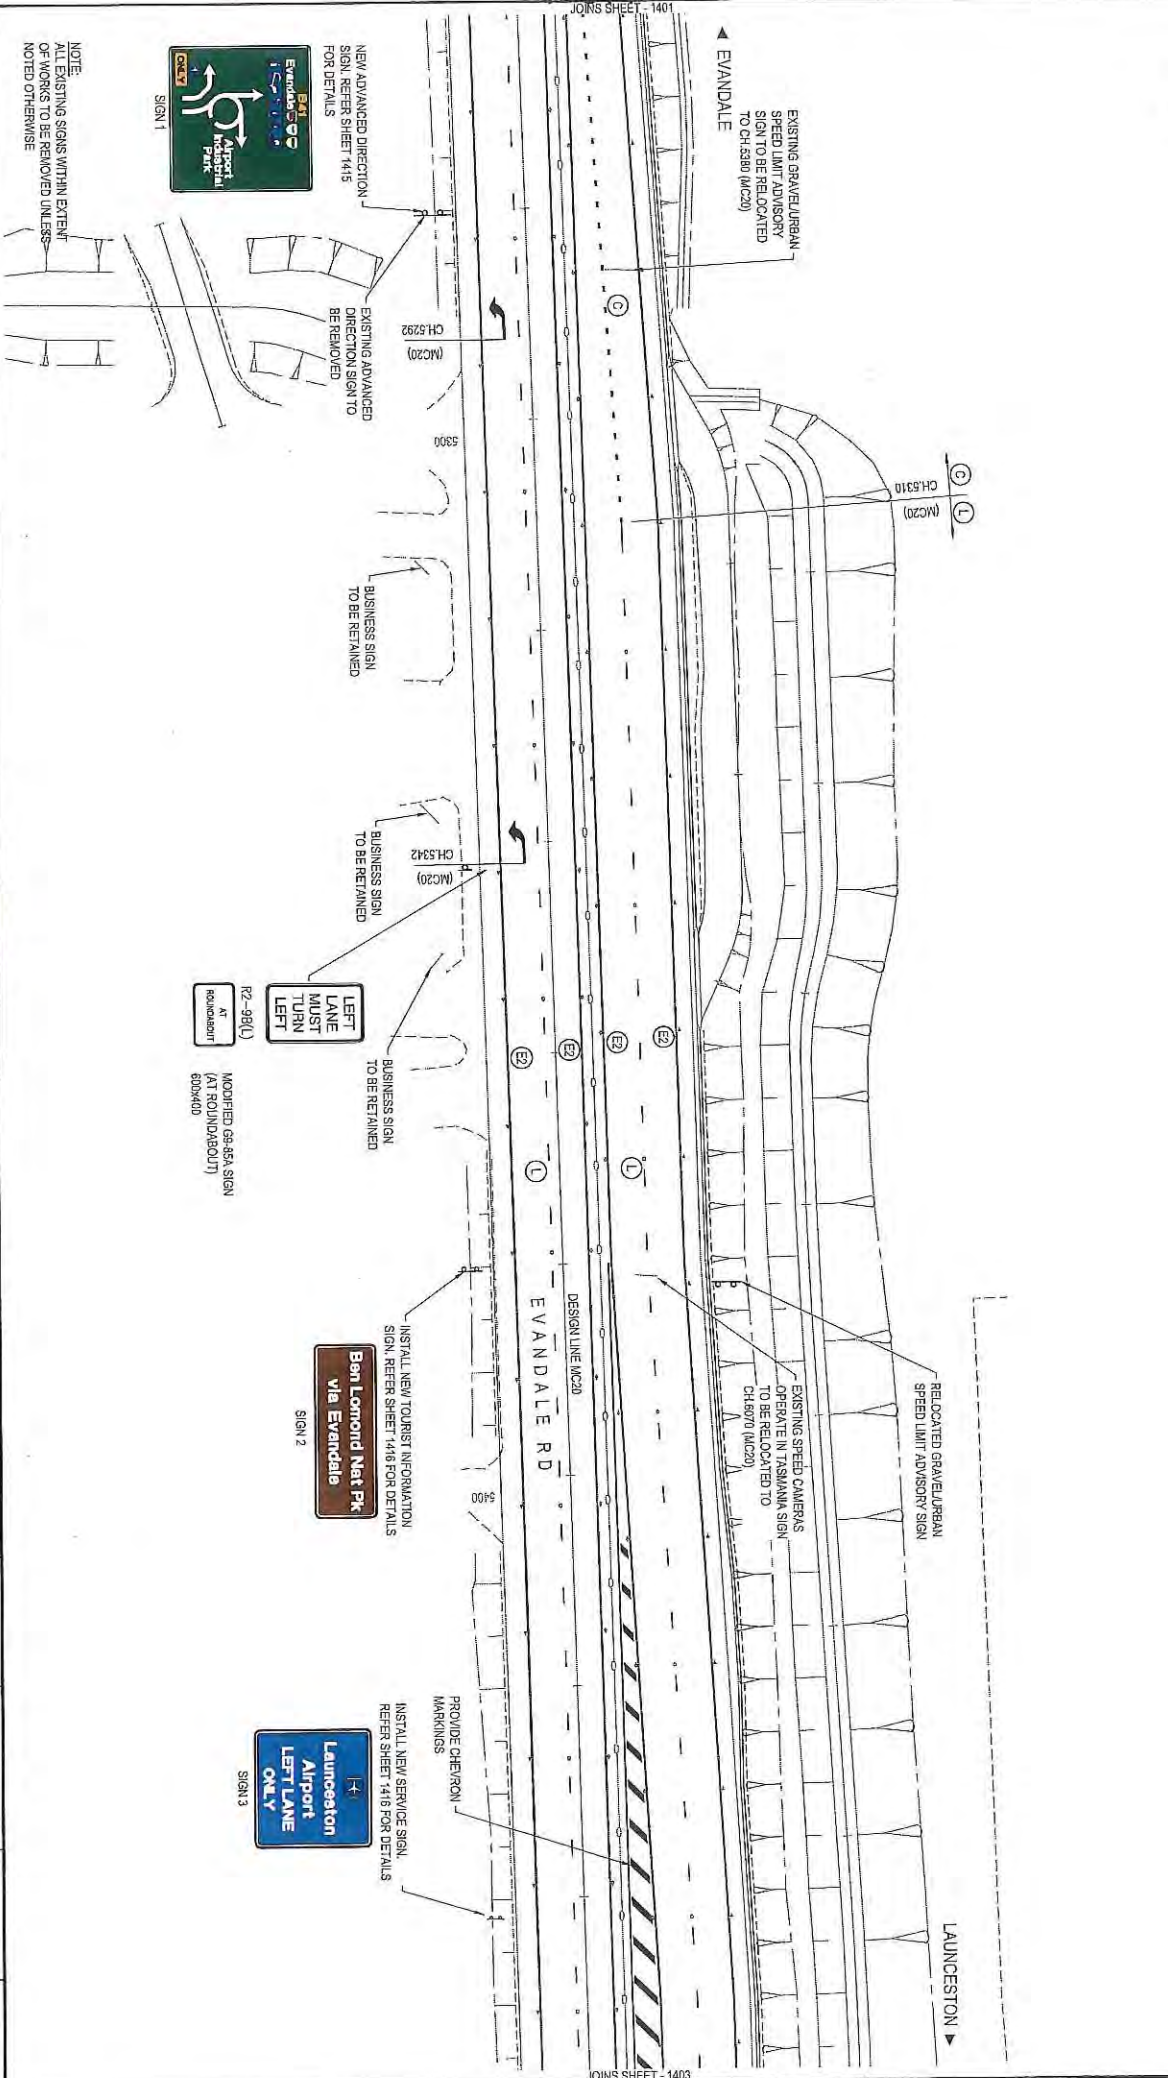 JOINS SHEET - 1401
◄ EVANDALE
EXISTING GRAVEL/URBAN
SPEED LIMIT ADVISORY
SIGN TO BE RELOCATED
TO CH.5380 (MC20)
C
C
L
CH.5310
(MC20)
NEW ADVANCED DIRECTION
SIGN. REFER SHEET 1415
FOR DETAILS
B41
Evandale
Airport
Industrial
Park
ONLY
SIGN 1
NOTE:
ALL EXISTING SIGNS WITHIN EXTENT
OF WORKS TO BE REMOVED UNLESS
NOTED OTHERWISE
EXISTING ADVANCED
DIRECTION SIGN TO
BE REMOVED
CH.5292
(MC20)
5300
BUSINESS SIGN
TO BE RETAINED
BUSINESS SIGN
TO BE RETAINED
CH.5342
(MC20)
LEFT
LANE
MUST
TURN
LEFT
R2-9B(L)
AT
ROUNDABOUT
MODIFIED G9-85A SIGN
(AT ROUNDABOUT)
600x400
BUSINESS SIGN
TO BE RETAINED
E2
E2
E2
E2
L
L
DESIGN LINE MC20
EVANDALE RD
RELOCATED GRAVEL/URBAN
SPEED LIMIT ADVISORY SIGN
EXISTING SPEED CAMERAS
OPERATE IN TASMANIA SIGN
TO BE RELOCATED TO
CH.6070 (MC20)
INSTALL NEW TOURIST INFORMATION
SIGN. REFER SHEET 1416 FOR DETAILS
Ben Lomond Nat Pk
via Evandale
SIGN 2
5400
PROVIDE CHEVRON
MARKINGS
INSTALL NEW SERVICE SIGN.
REFER SHEET 1416 FOR DETAILS
Launceston
Airport
LEFT LANE
ONLY
SIGN 3
LAUNCESTON ►
JOINS SHEET - 1403